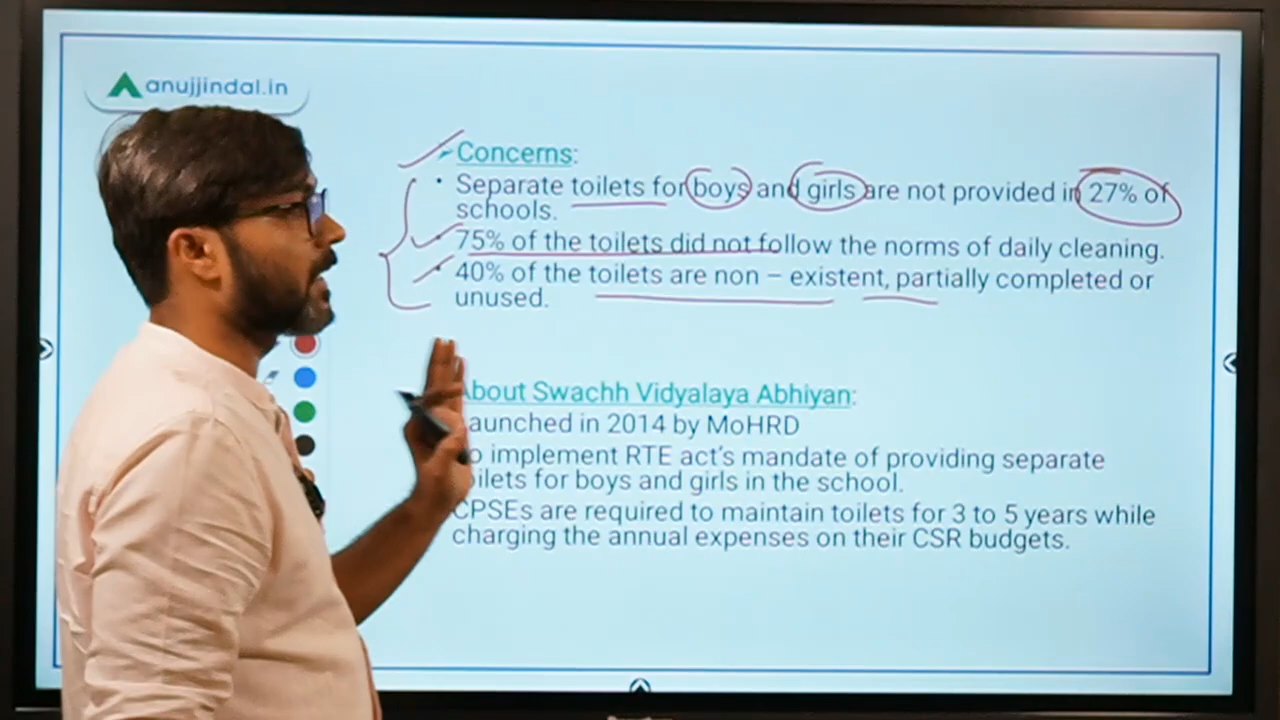 anujjindal.in
Concerns:
• Separate toilets for boys and girls are not provided in 27% of
schools.
• 75% of the toilets did not follow the norms of daily cleaning.
• 40% of the toilets are non – existent, partially completed or
unused.
About Swachh Vidyalaya Abhiyan:
aunched in 2014 by MoHRD
o implement RTE act's mandate of providing separate
oilets for boys and girls in the school.
CPSEs are required to maintain toilets for 3 to 5 years while
charging the annual expenses on their CSR budgets.